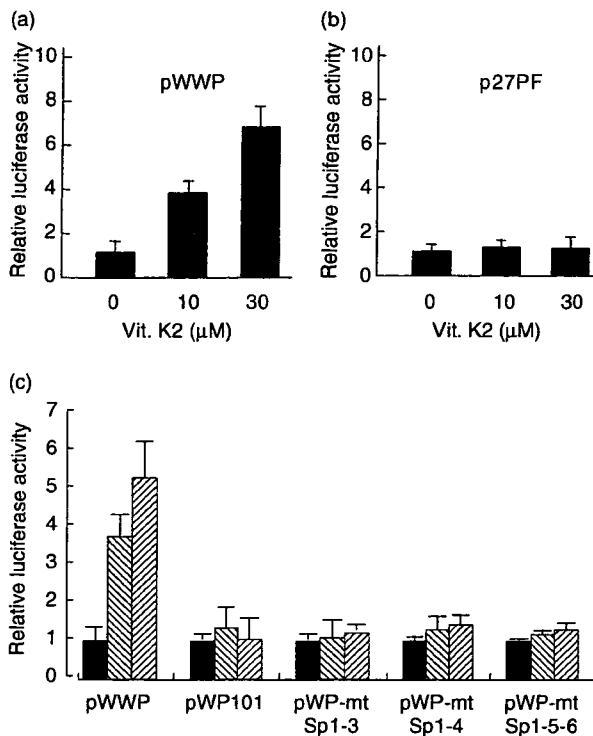 (a)
Relative luciferase activity
10
8
6
4
2
0
pWWP
0 10 30
Vit. K2 (μM)
(b)
Relative luciferase activity
10
8
6
4
2
0
p27PF
0 10 30
Vit. K2 (μM)
(c)
Relative luciferase activity
7
6
5
4
3
2
1
0
pWWP pWP101 pWP-mt pWP-mt pWP-mt
Sp1-3 Sp1-4 Sp1-5-6